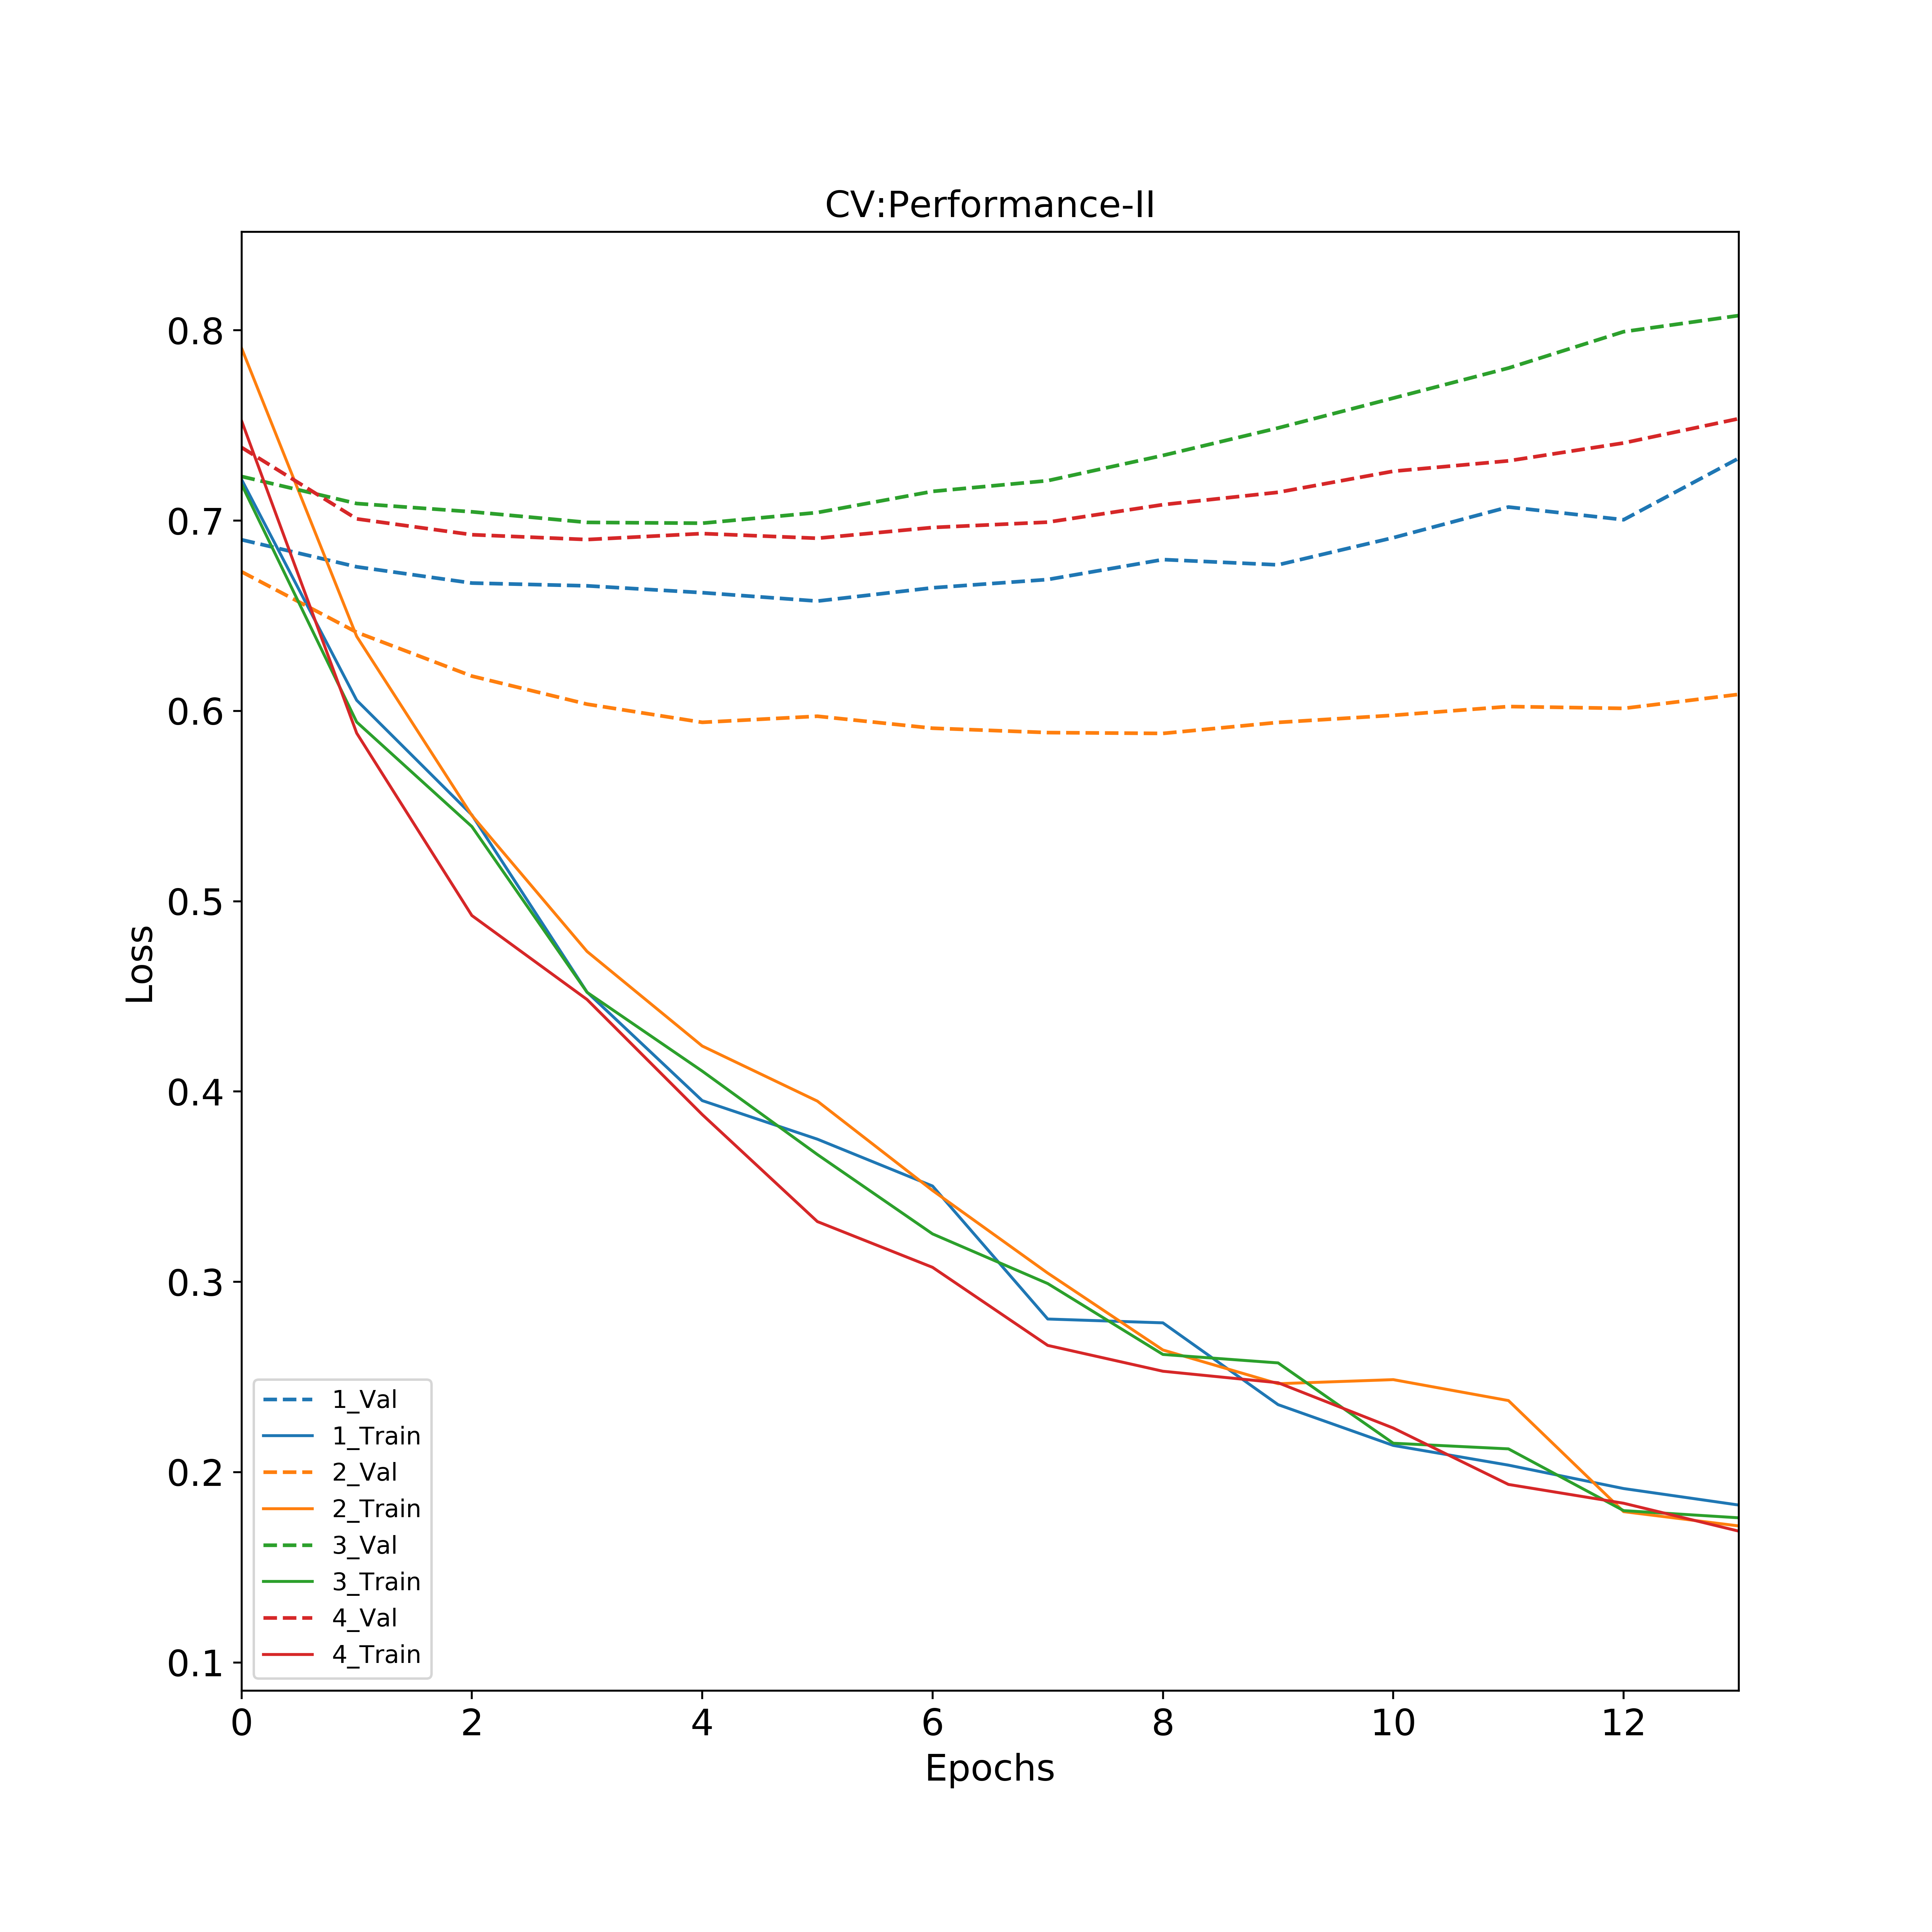 CV:Performance-II
0.8
0.7
0.6
0.5
0.4
0.3
0.2
0.1
Loss
1_Val
1_Train
2_Val
2_Train
3_Val
3_Train
4_Val
4_Train
0 2 4 6 8 10 12
Epochs